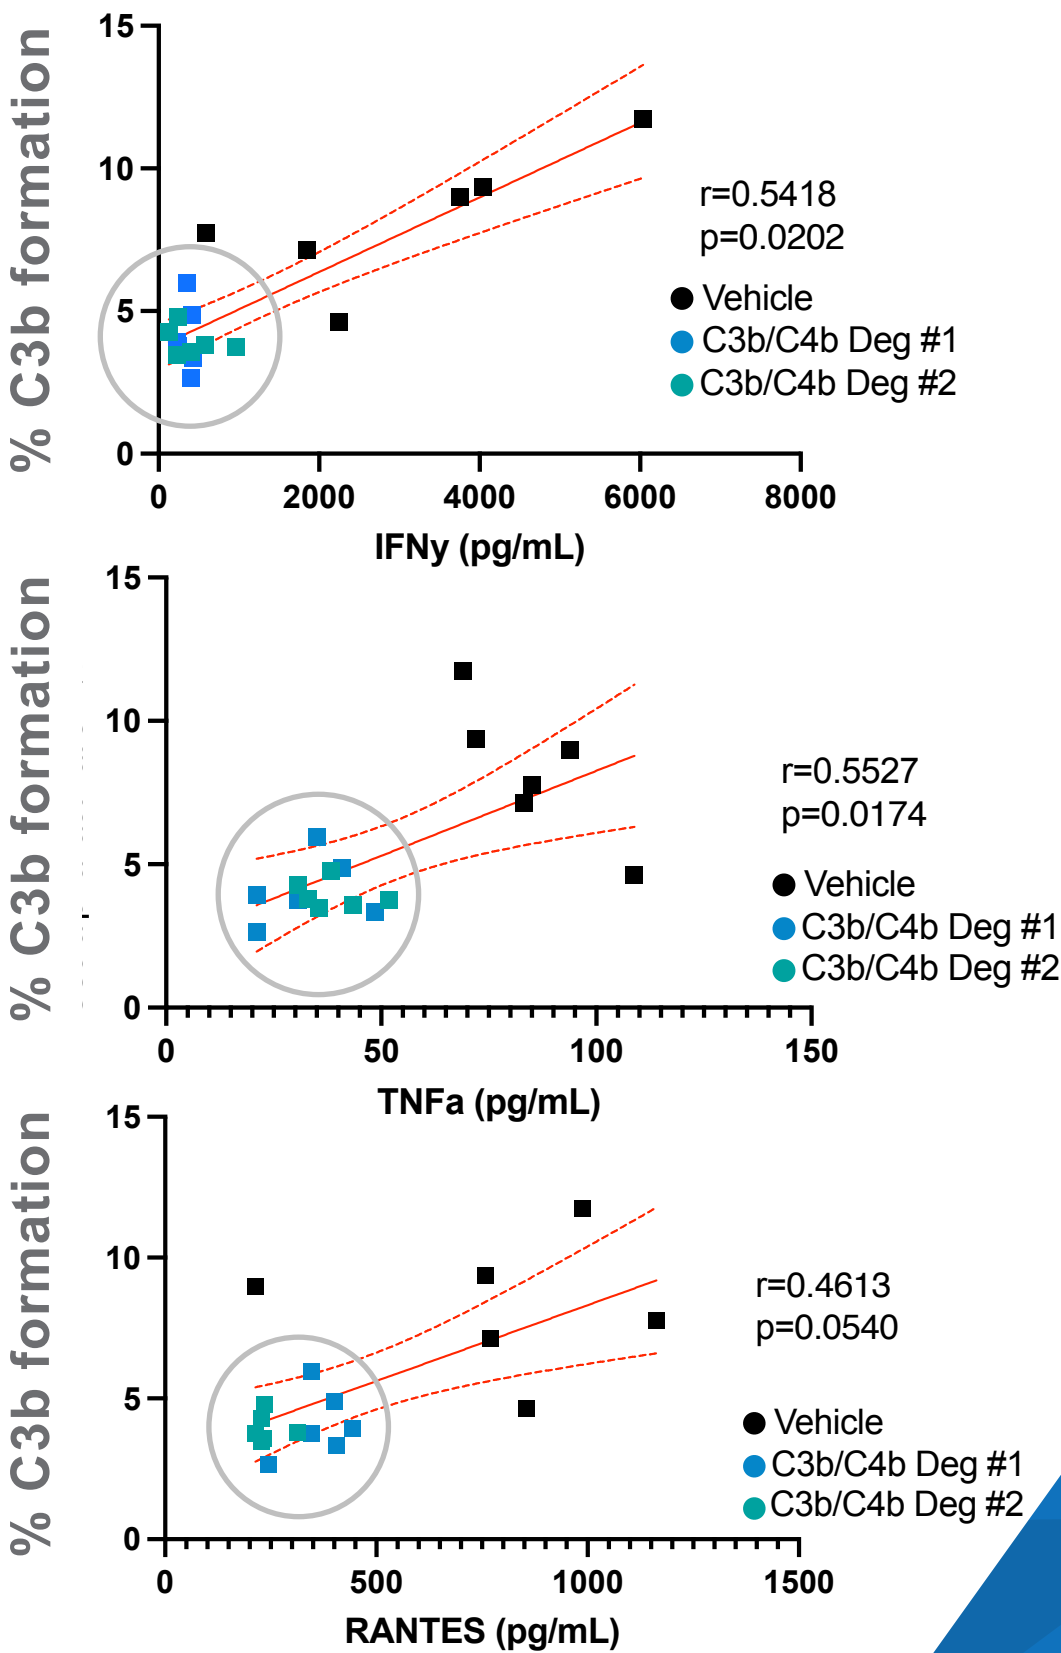 % C3b formation
15
10
5
0
0 2000 4000 6000 8000
IFNy (pg/mL)
r=0.5418
p=0.0202
Vehicle
C3b/C4b Deg #1
C3b/C4b Deg #2
% C3b formation
15
10
5
0
0 50 100 150
TNFa (pg/mL)
r=0.5527
p=0.0174
Vehicle
C3b/C4b Deg #1
C3b/C4b Deg #2
% C3b formation
15
10
5
0
0 500 1000 1500
RANTES (pg/mL)
r=0.4613
p=0.0540
Vehicle
C3b/C4b Deg #1
C3b/C4b Deg #2